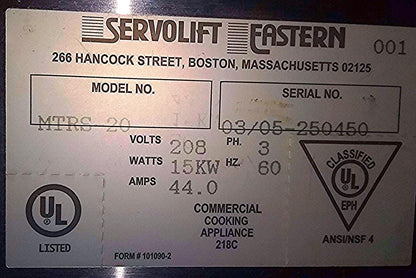 SERVOLIFT EASTERN
001
266 HANCOCK STREET, BOSTON, MASSACHUSETTS 02125
MODEL NO. SERIAL NO.
MTRS 20 03/05-250450
VOLTS 208 PH. 3
WATTS 15KW HZ. 60
AMPS 44.0
UL
LISTED
COMMERCIAL
COOKING
APPLIANCE
218C
CLASSIFIED
UL
EPH
ANSI/NSF 4
FORM # 101090-2